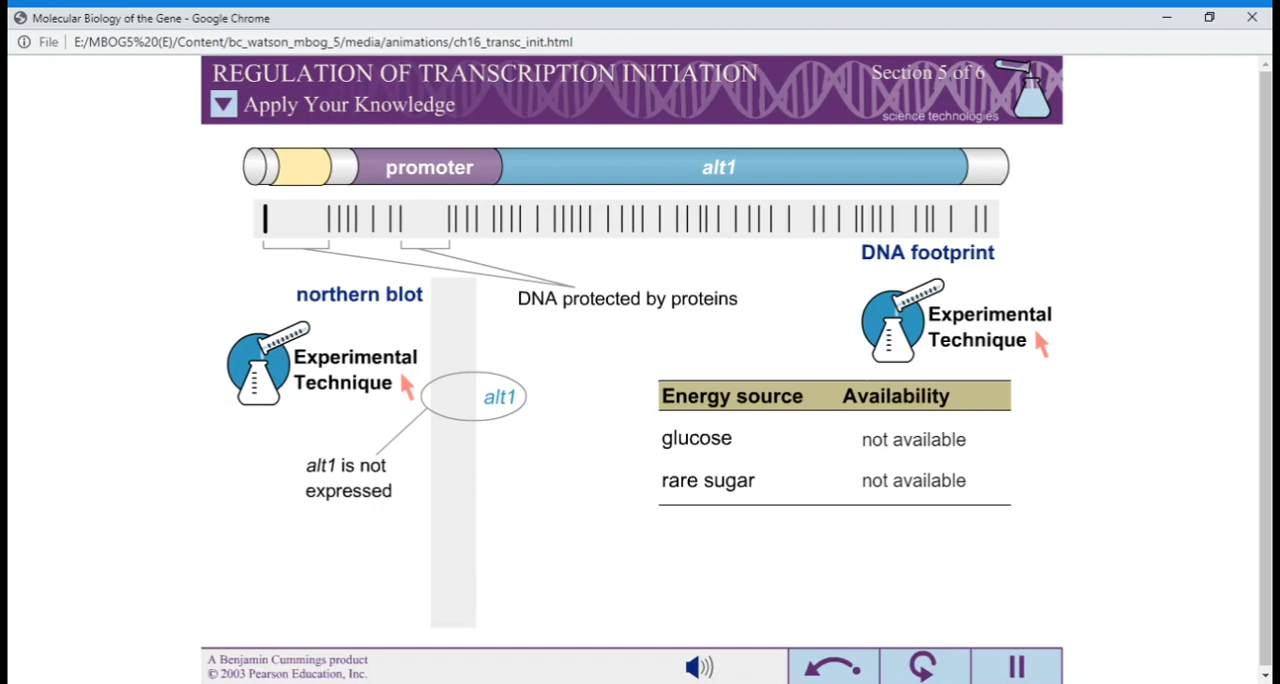 Molecular Biology of the Gene - Google Chrome
File | E:/MBOG5%20(E)/Content/bc_watson_mbog_5/media/animations/ch16_transc_init.html
REGULATION OF TRANSCRIPTION INITIATION
Section 5 of 6
Apply Your Knowledge
science technologies
promoter
alt1
DNA footprint
DNA protected by proteins
northern blot
Experimental
Technique
Experimental
Technique
alt1
alt1 is not
expressed
Energy source Availability
glucose not available
rare sugar not available
A Benjamin Cummings product
© 2003 Pearson Education, Inc.